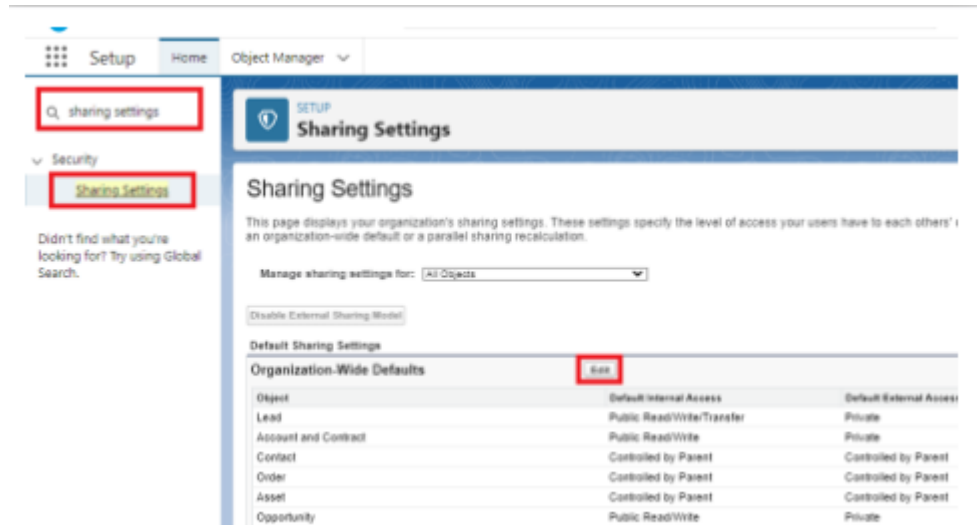 Setup
Home
Object Manager
sharing settings
Security
Sharing Settings
Didn't find what you're
looking for? Try using Global
Search.
SETUP
Sharing Settings
Sharing Settings
This page displays your organization's sharing settings. These settings specify the level of access your users have to each others'
an organization-wide default or a parallel sharing recalculation.
Manage sharing settings for: All Objects
Disable External Sharing Model
Default Sharing Settings
Organization-Wide Defaults Edit
Object Default Internal Access Default External Access
Lead Public Read/Write/Transfer Private
Account and Contract Public Read/Write Private
Contact Controlled by Parent Controlled by Parent
Order Controlled by Parent Controlled by Parent
Asset Controlled by Parent Controlled by Parent
Opportunity Public Read/Write Private